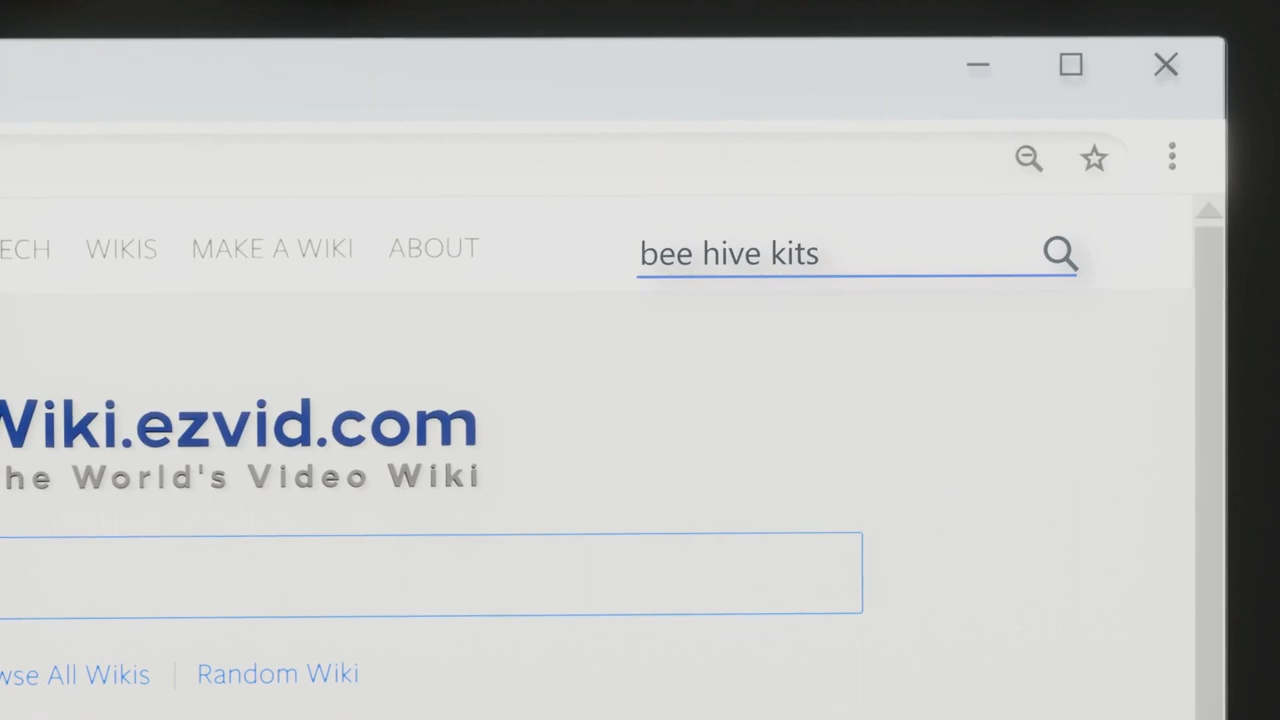 ECH WIKIS MAKE A WIKI ABOUT
bee hive kits
Wiki.ezvid.com
he World's Video Wiki
wse All Wikis | Random Wiki